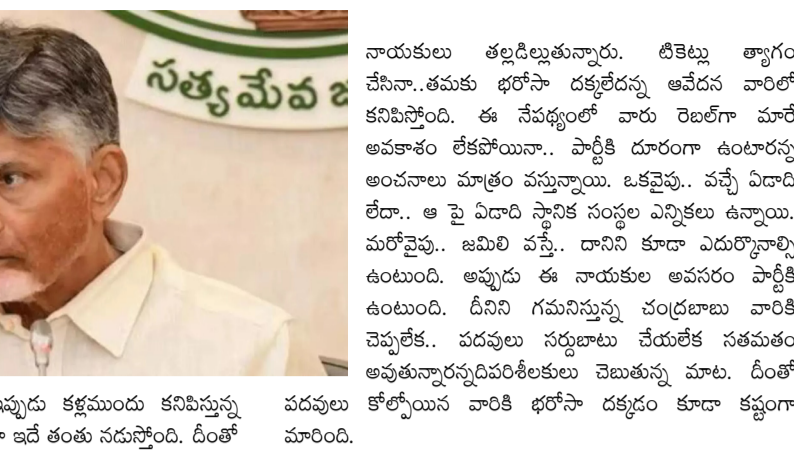 సత్యమేవ జ
నాయకులు తల్లడిల్లుతున్నారు. టికెట్లు త్యాగం
చేసినా..తమకు భరోసా దక్కలేదన్న ఆవేదన వారిలో
కనిపిస్తోంది. ఈ నేపథ్యంలో వారు రెబల్‌గా మారే
అవకాశం లేకపోయినా.. పార్టీకి దూరంగా ఉంటారన్న
అంచనాలు మాత్రం వస్తున్నాయి. ఒకవైపు.. వచ్చే ఏడాది
లేదా.. ఆ పై ఏడాది స్థానిక సంస్థల ఎన్నికలు ఉన్నాయి.
మరోవైపు.. జమిలి వస్తే.. దానిని కూడా ఎదుర్కొనాల్సి
ఉంటుంది. అప్పుడు ఈ నాయకుల అవసరం పార్టీకి
ఉంటుంది. దీనిని గమనిస్తున్న చంద్రబాబు వారికి
చెప్పలేక.. పదవులు సర్దుబాటు చేయలేక సతమతం
అవుతున్నారన్నదిపరిశీలకులు చెబుతున్న మాట. దీంతో
ఇప్పుడు కళ్లముందు కనిపిస్తున్న పదవులు కోల్పోయిన వారికి భరోసా దక్కడం కూడా కష్టంగా
ఇదే తంతు నడుస్తోంది. దీంతో మారింది.